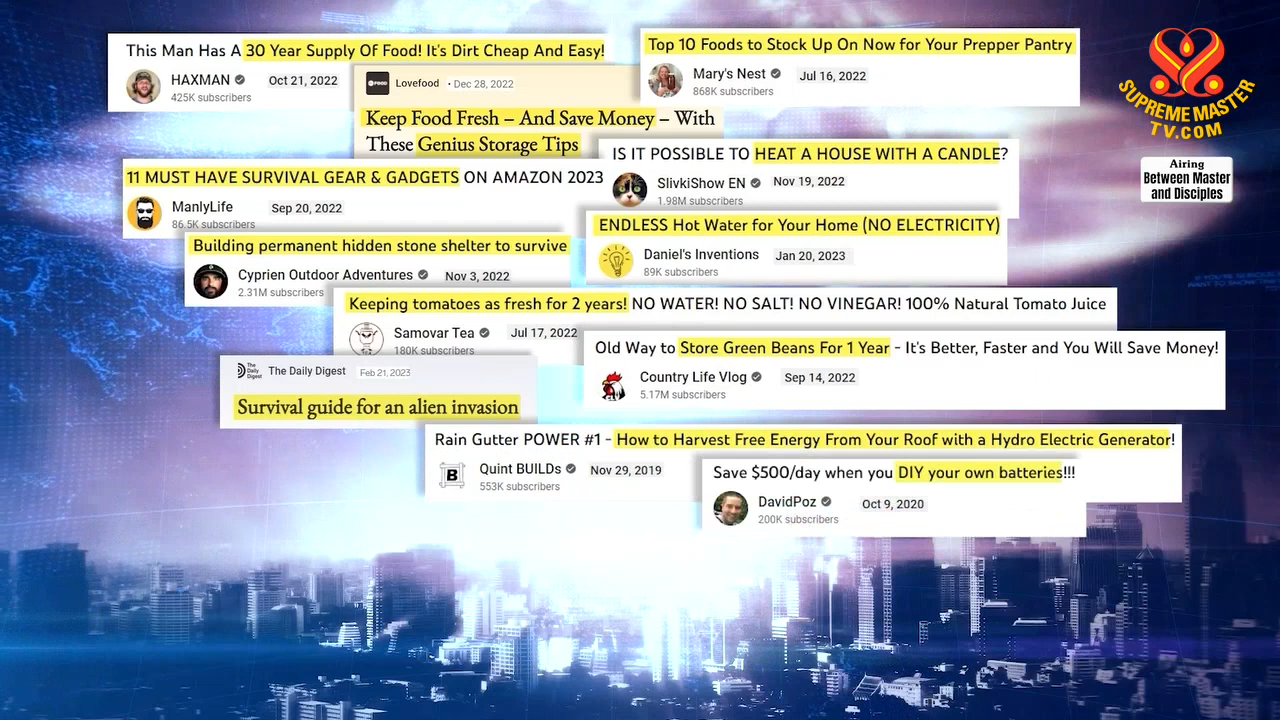 This Man Has A 30 Year Supply Of Food! It's Dirt Cheap And Easy!
HAXMAN
Oct 21, 2022
425K subscribers
Top 10 Foods to Stock Up On Now for Your Prepper Pantry
Mary's Nest
Jul 16, 2022
868K subscribers
FOOD
Lovefood • Dec 28, 2022
Keep Food Fresh – And Save Money – With
These Genius Storage Tips
IS IT POSSIBLE TO HEAT A HOUSE WITH A CANDLE?
SlivkiShow EN
Nov 19, 2022
1.98M subscribers
11 MUST HAVE SURVIVAL GEAR & GADGETS ON AMAZON 2023
ManlyLife
Sep 20, 2022
86.5K subscribers
ENDLESS Hot Water for Your Home (NO ELECTRICITY)
Daniel's Inventions
Jan 20, 2023
89K subscribers
Building permanent hidden stone shelter to survive
Cyprien Outdoor Adventures
Nov 3, 2022
2.31M subscribers
Keeping tomatoes as fresh for 2 years! NO WATER! NO SALT! NO VINEGAR! 100% Natural Tomato Juice
Samovar Tea
Jul 17, 2022
180K subscribers
Old Way to Store Green Beans For 1 Year - It's Better, Faster and You Will Save Money!
Country Life Vlog
Sep 14, 2022
5.17M subscribers
The Daily Digest
The Daily Digest
Feb 21, 2023
Survival guide for an alien invasion
Rain Gutter POWER #1 - How to Harvest Free Energy From Your Roof with a Hydro Electric Generator!
B
Quint BUILDs
Nov 29, 2019
553K subscribers
Save $500/day when you DIY your own batteries!!!
DavidPoz
Oct 9, 2020
200K subscribers
SUPREME MASTER
TV.COM
Airing
Between Master
and Disciples